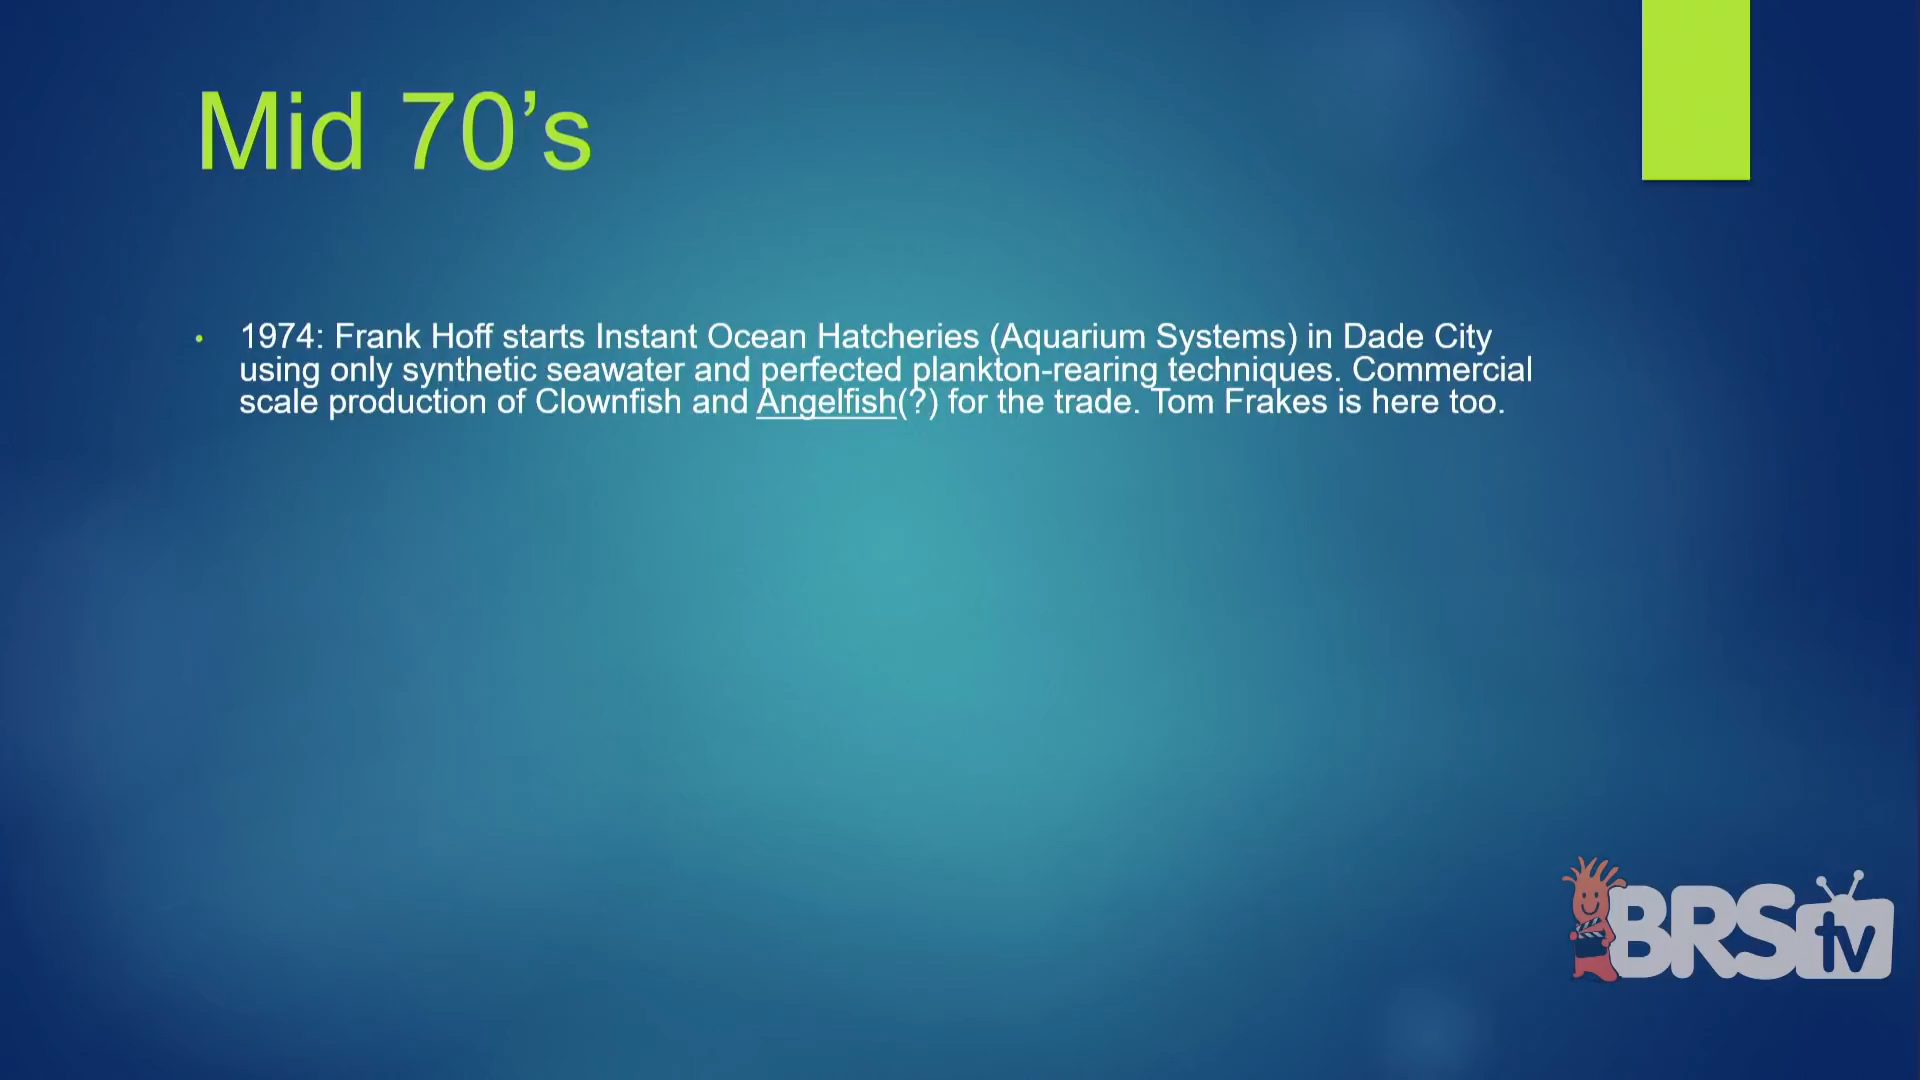 Mid 70’s
• 1974: Frank Hoff starts Instant Ocean Hatcheries (Aquarium Systems) in Dade City
using only synthetic seawater and perfected plankton-rearing techniques. Commercial
scale production of Clownfish and Angelfish(?) for the trade. Tom Frakes is here too.
BRStv